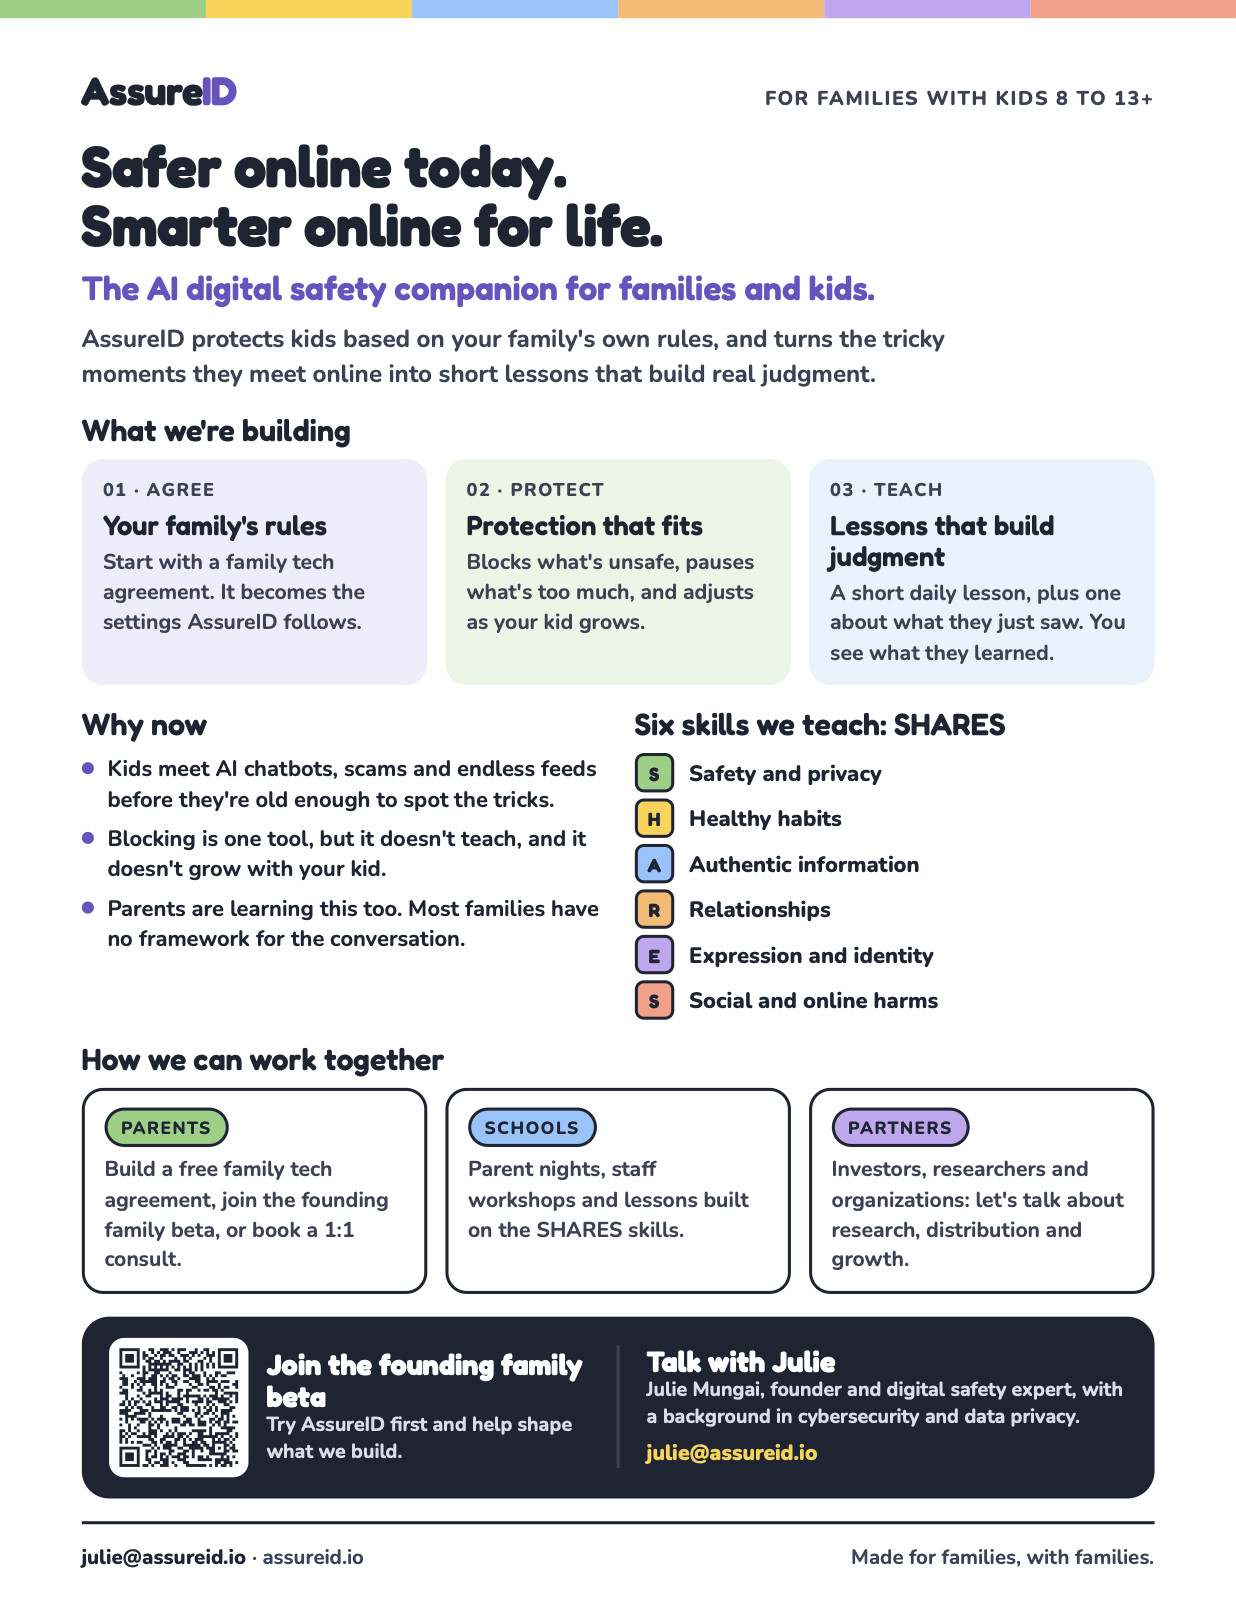 AssureID
FOR FAMILIES WITH KIDS 8 TO 13+
Safer online today.
Smarter online for life.
The AI digital safety companion for families and kids.
AssureID protects kids based on your family's own rules, and turns the tricky
moments they meet online into short lessons that build real judgment.
What we're building
01 · AGREE
Your family's rules
Start with a family tech
agreement. It becomes the
settings AssureID follows.
02 · PROTECT
Protection that fits
Blocks what's unsafe, pauses
what's too much, and adjusts
as your kid grows.
03 · TEACH
Lessons that build
judgment
A short daily lesson, plus one
about what they just saw. You
see what they learned.
Why now
Kids meet AI chatbots, scams and endless feeds
before they're old enough to spot the tricks.
Blocking is one tool, but it doesn't teach, and it
doesn't grow with your kid.
Parents are learning this too. Most families have
no framework for the conversation.
Six skills we teach: SHARES
S Safety and privacy
H Healthy habits
A Authentic information
R Relationships
E Expression and identity
S Social and online harms
How we can work together
PARENTS
Build a free family tech
agreement, join the founding
family beta, or book a 1:1
consult.
SCHOOLS
Parent nights, staff
workshops and lessons built
on the SHARES skills.
PARTNERS
Investors, researchers and
organizations: let's talk about
research, distribution and
growth.
Join the founding family
beta
Try AssureID first and help shape
what we build.
Talk with Julie
Julie Mungai, founder and digital safety expert, with
a background in cybersecurity and data privacy.
julie@assureid.io
julie@assureid.io · assureid.io
Made for families, with families.